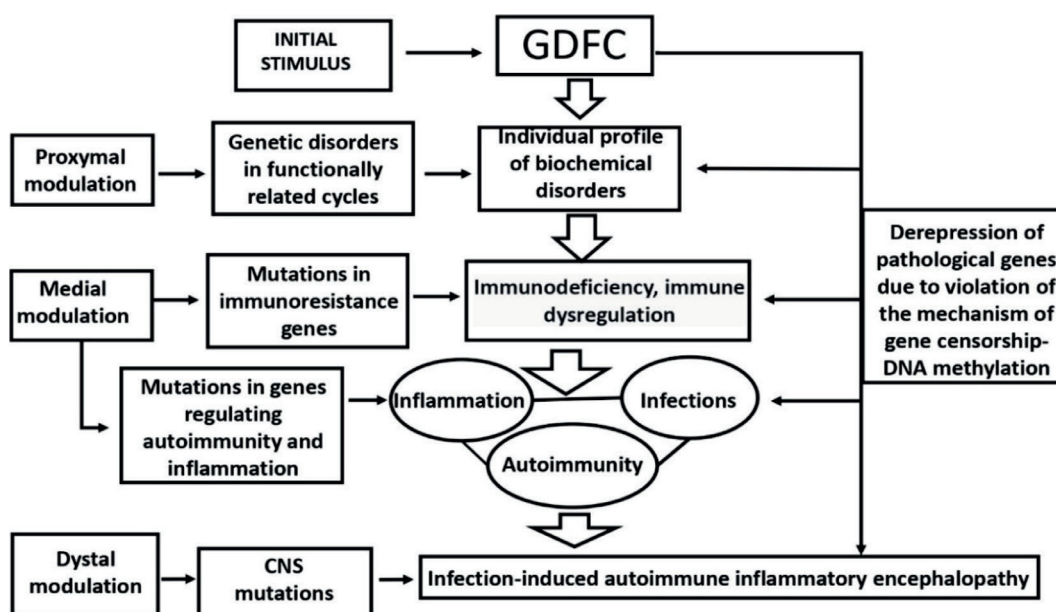 INITIAL
STIMULUS
GDFC
Proxymal
modulation
Genetic disorders
in functionally
related cycles
Individual profile
of biochemical
disorders
Medial
modulation
Mutations in
immunoresistance
genes
Immunodeficiency, immune
dysregulation
Derepression of
pathological genes
due to violation of
the mechanism of
gene censorship-
DNA methylation
Mutations in genes
regulating
autoimmunity and
inflammation
Inflammation
Infections
Autoimmunity
Dystal
modulation
CNS
mutations
Infection-induced autoimmune inflammatory encephalopathy